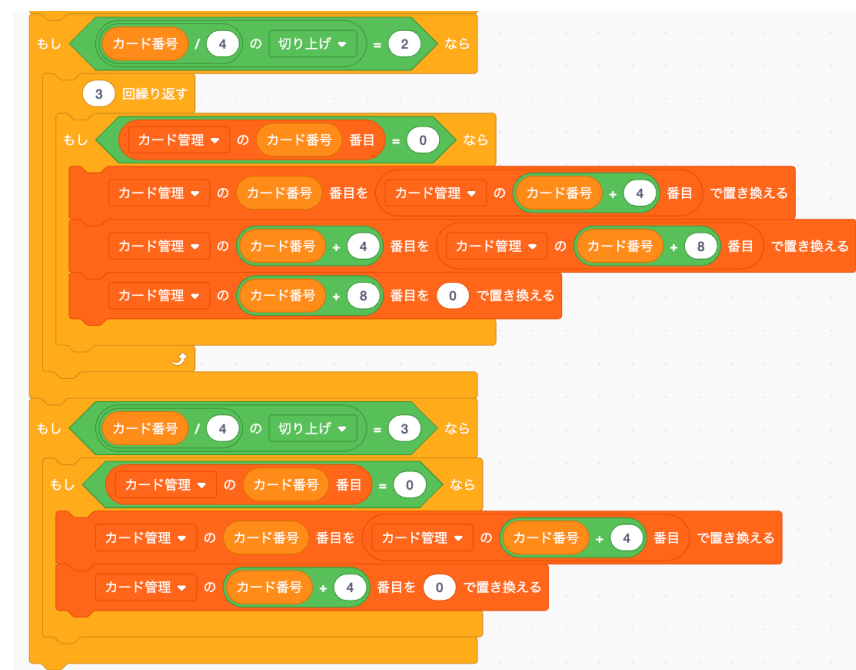 もし カード番号 / 4 の 切り上げ = 2 なら
3 回繰り返す
もし カード管理 の カード番号 番目 = 0 なら
カード管理 の カード番号 番目を カード管理 の カード番号 + 4 番目 で置き換える
カード管理 の カード番号 + 4 番目を カード管理 の カード番号 + 8 番目 で置き換える
カード管理 の カード番号 + 8 番目を 0 で置き換える
もし カード番号 / 4 の 切り上げ = 3 なら
もし カード管理 の カード番号 番目 = 0 なら
カード管理 の カード番号 番目を カード管理 の カード番号 + 4 番目 で置き換える
カード管理 の カード番号 + 4 番目を 0 で置き換える